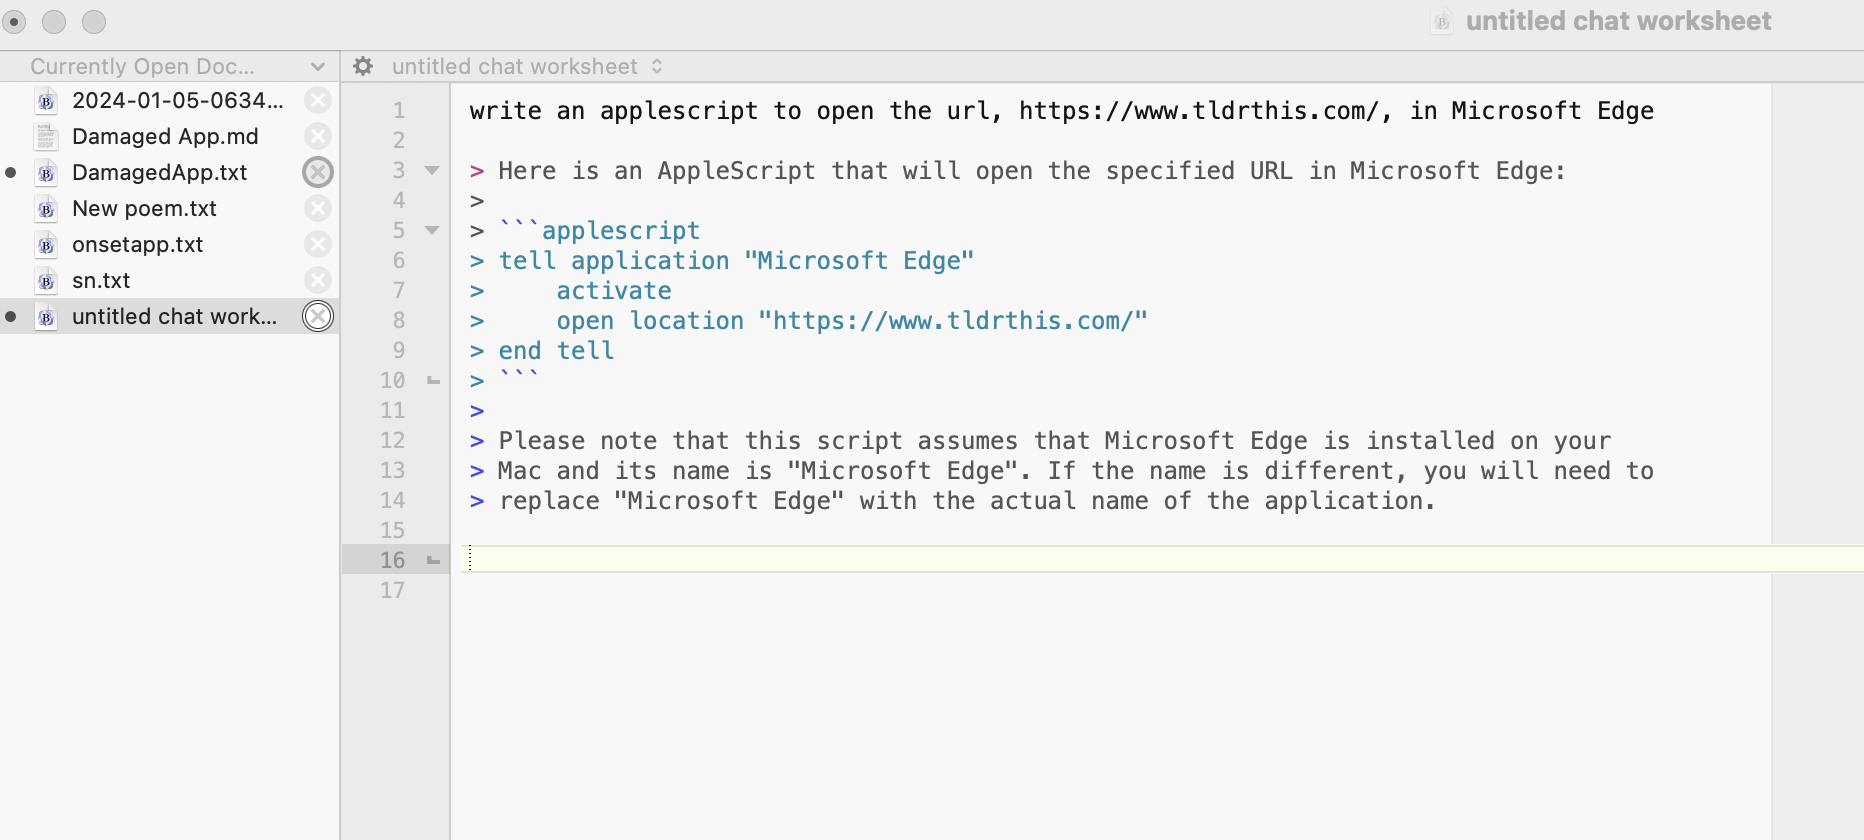 untitled chat worksheet
Currently Open Doc...
untitled chat worksheet
2024-01-05-0634...
Damaged App.md
DamagedApp.txt
New poem.txt
onsetapp.txt
sn.txt
untitled chat work...
1 write an applescript to open the url, https://www.tldrthis.com/, in Microsoft Edge
2
3 > Here is an AppleScript that will open the specified URL in Microsoft Edge:
4 >
5 > ```applescript
6 > tell application "Microsoft Edge"
7 >     activate
8 >     open location "https://www.tldrthis.com/"
9 > end tell
10 > ```
11 >
12 > Please note that this script assumes that Microsoft Edge is installed on your
13 > Mac and its name is "Microsoft Edge". If the name is different, you will need to
14 > replace "Microsoft Edge" with the actual name of the application.
15
16
17